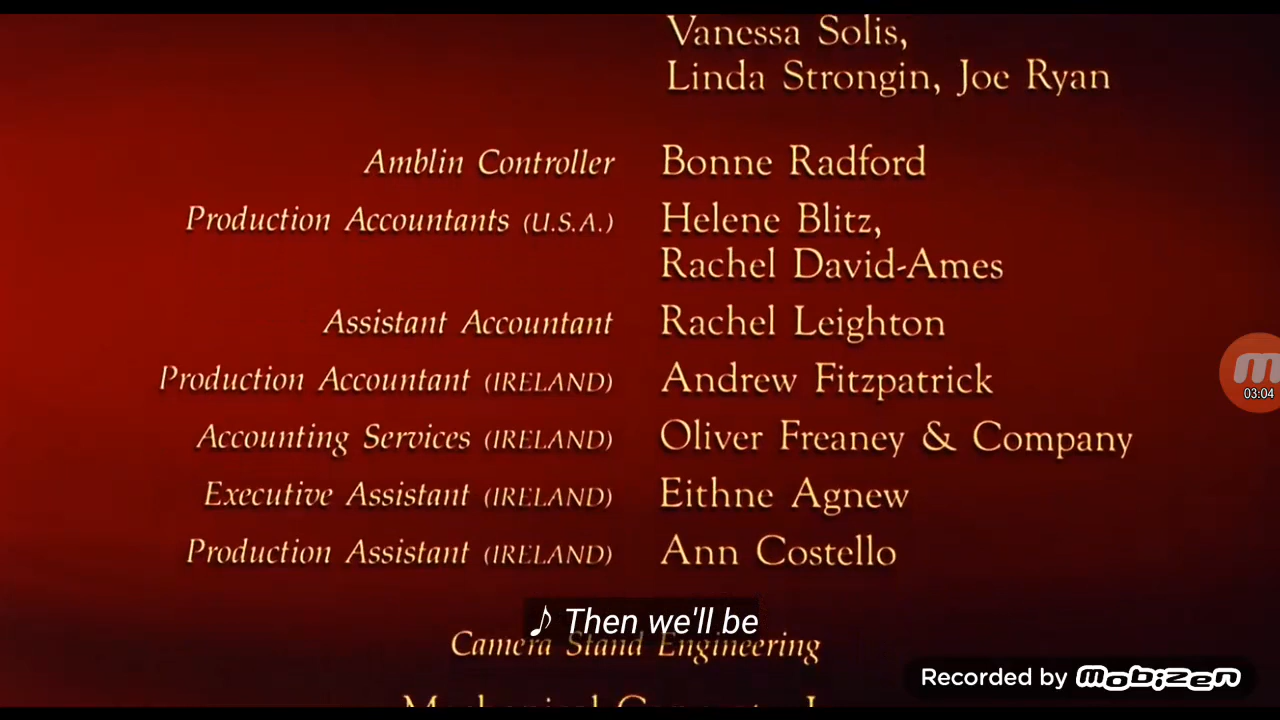 Vanessa Solis,
Linda Strongin, Joe Ryan
Amblin Controller Bonne Radford
Production Accountants (U.S.A.) Helene Blitz,
Rachel David-Ames
Assistant Accountant Rachel Leighton
Production Accountant (IRELAND) Andrew Fitzpatrick
03:04
Accounting Services (IRELAND) Oliver Freaney & Company
Executive Assistant (IRELAND) Eithne Agnew
Production Assistant (IRELAND) Ann Costello
♪ Then we'll be
Camera Stand Engineering
Recorded by mobizen